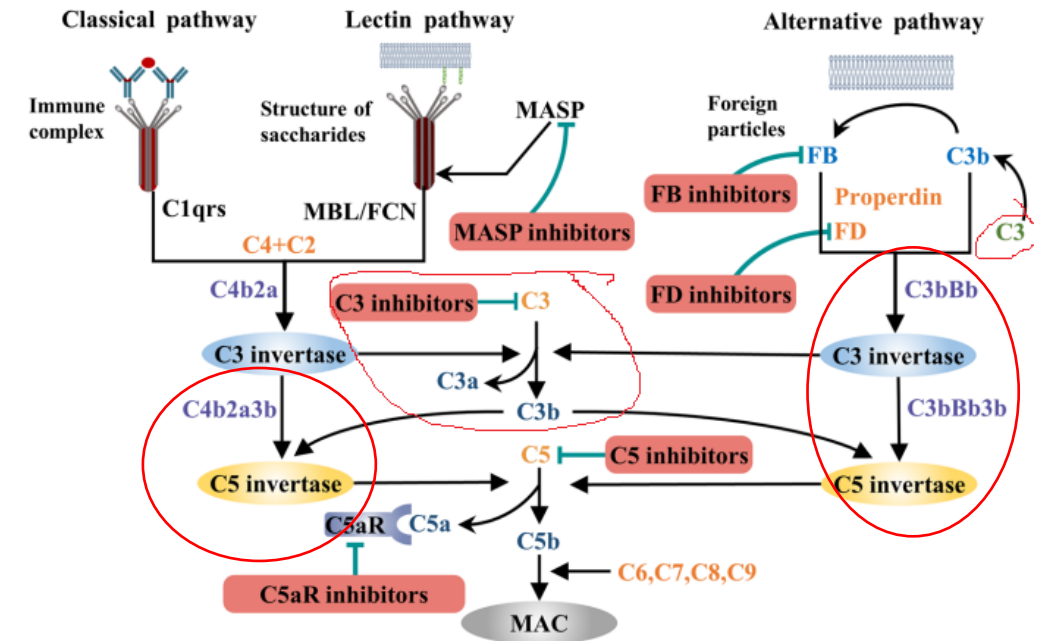 Classical pathway
Lectin pathway
Alternative pathway
Immune
complex
Structure of
saccharides
MASP
Foreign
particles
FB
C3b
FB inhibitors
Properdin
C1qrs
MBL/FCN
MASP inhibitors
FD
C3
C4+C2
C4b2a
C3 inhibitors
C3
FD inhibitors
C3bBb
C3 invertase
C3 invertase
C3a
C4b2a3b
C3b
C3bBb3b
C5
C5 inhibitors
C5 invertase
C5 invertase
C5aR
C5a
C5b
C5aR inhibitors
C6,C7,C8,C9
MAC